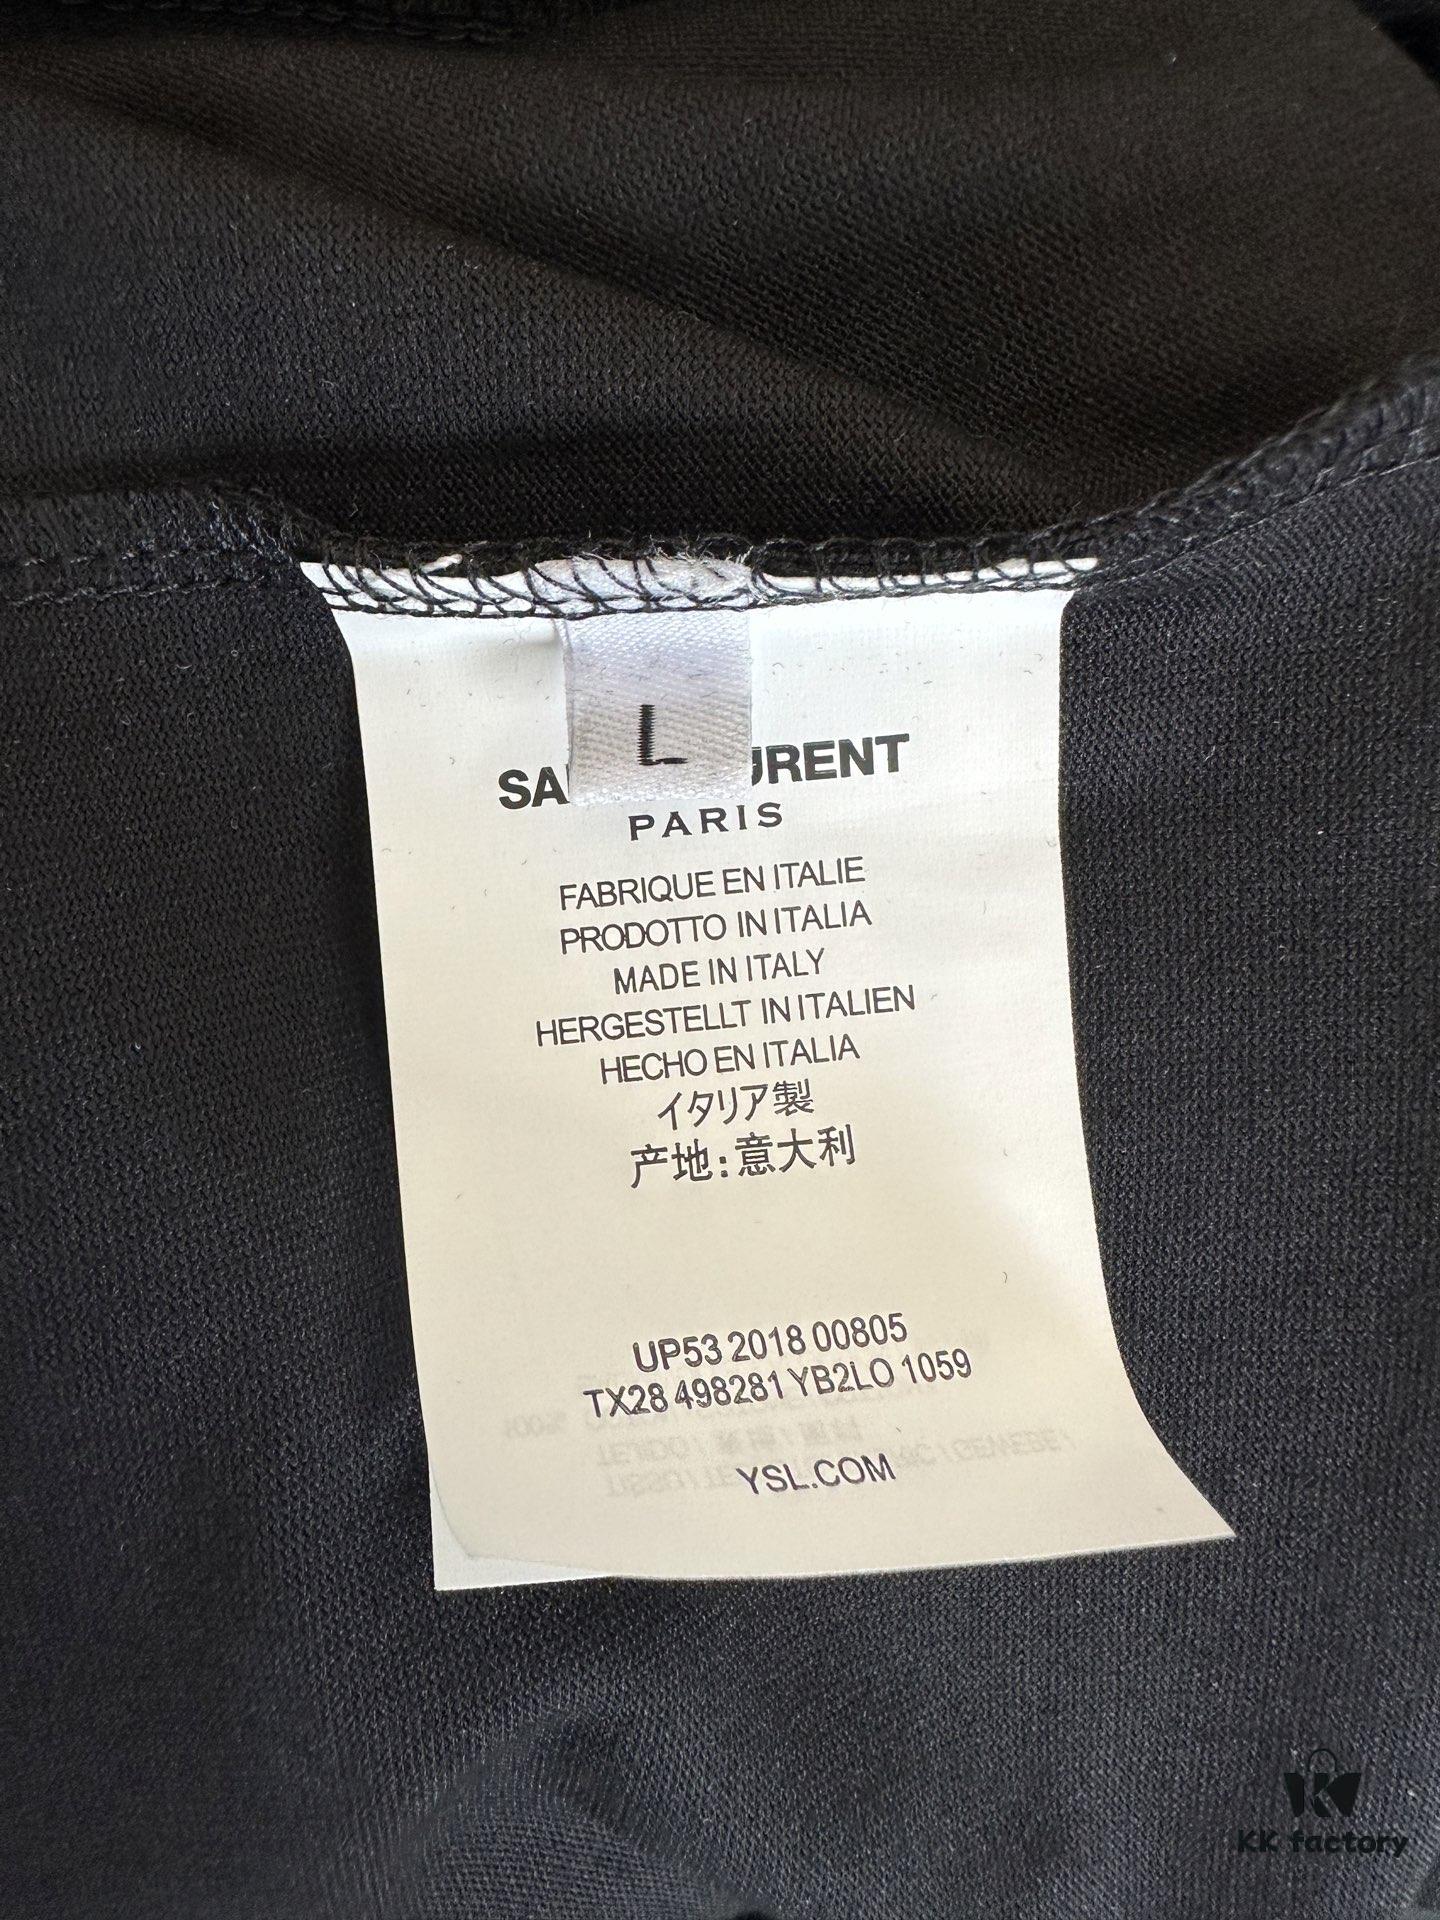 L
SA URENT
PARIS
FABRIQUE EN ITALIE
PRODOTTO IN ITALIA
MADE IN ITALY
HERGESTELLT IN ITALIEN
HECHO EN ITALIA
イタリア製
产地:意大利
UP53 2018 00805
TX28 498281 YB2LO 1059
YSL.COM
KK factory